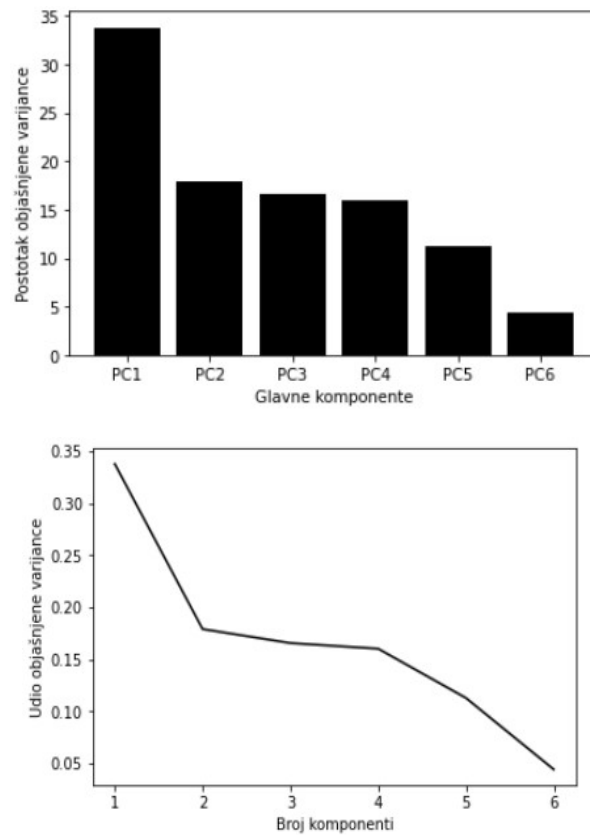 Postotak objašnjene varijance
35
30
25
20
15
10
5
0
PC1 PC2 PC3 PC4 PC5 PC6
Glavne komponente
Udio objašnjene varijance
0.35
0.30
0.25
0.20
0.15
0.10
0.05
1 2 3 4 5 6
Broj komponenti